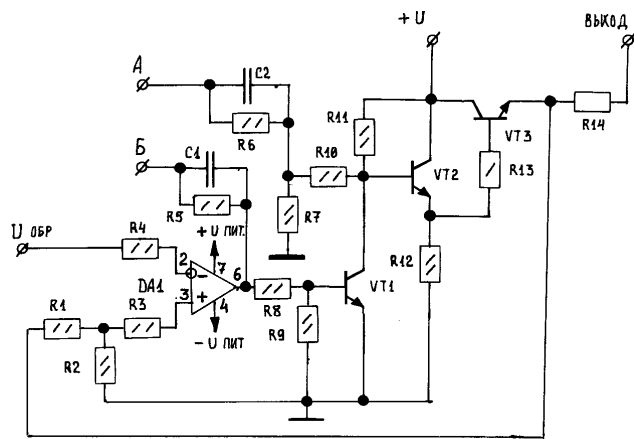 + U
ВЫХОД
А
C2
R6
R11
VT3
R14
Б
C1
R10
VT2
R13
R5
R7
U ОБР
R4
+ U ПИТ.
R12
2
7
6
DA1
3
4
R8
VT1
R1
R3
R9
- U ПИТ
R2